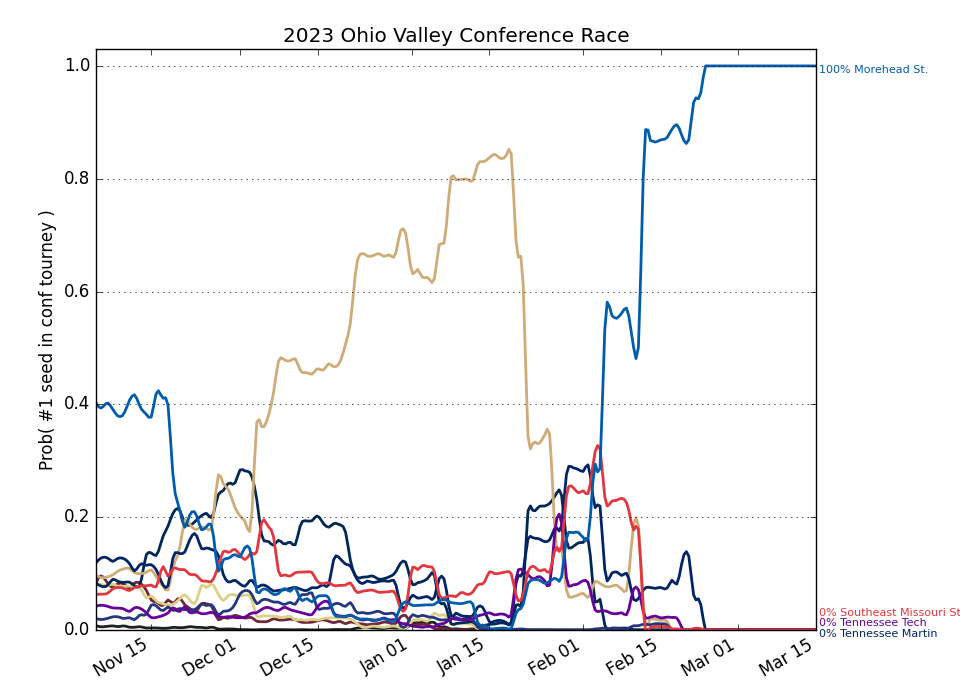 2023 Ohio Valley Conference Race
1.0
0.8
0.6
0.4
0.2
0.0
Prob( #1 seed in conf tourney )
100% Morehead St.
0% Southeast Missouri St
0% Tennessee Tech
0% Tennessee Martin
Nov 15
Dec 01
Dec 15
Jan 01
Jan 15
Feb 01
Feb 15
Mar 01
Mar 15